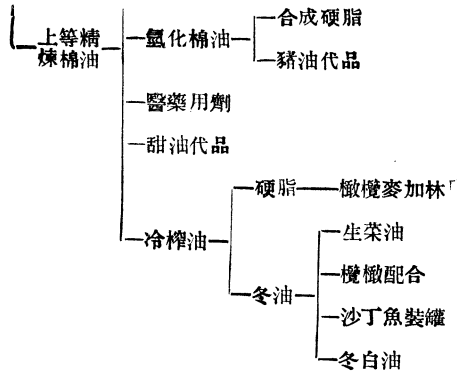 上等精
煉棉油
氫化棉油
合成硬脂
豬油代品
醫藥用劑
甜油代品
冷榨油
硬脂
橄欖麥加林
冬油
生菜油
欖橄配合
沙丁魚裝罐
冬白油